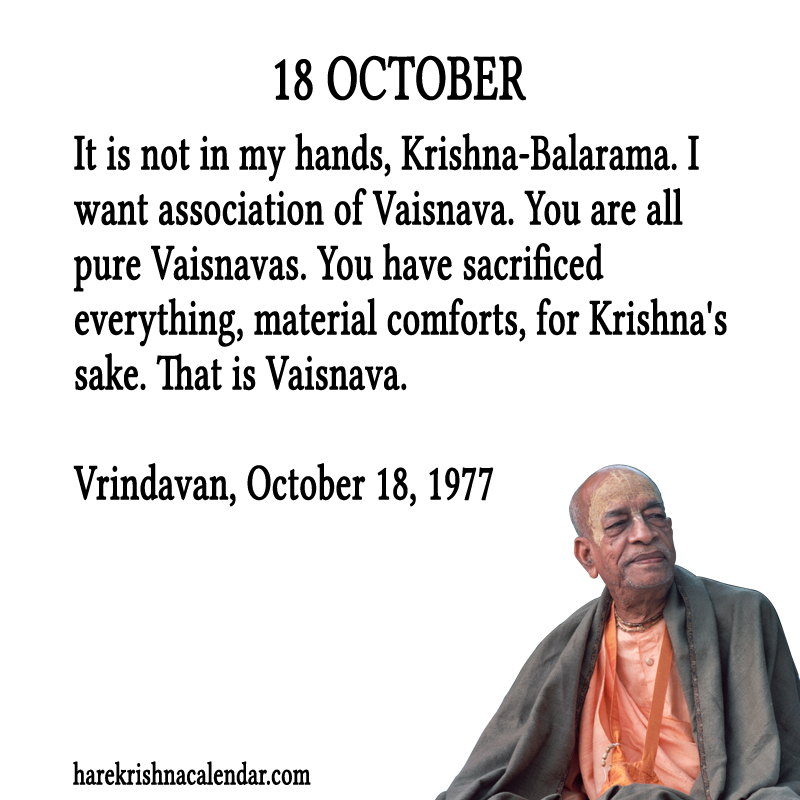 18 OCTOBER
It is not in my hands, Krishna-Balarama. I
want association of Vaisnava. You are all
pure Vaisnavas. You have sacrificed
everything, material comforts, for Krishna's
sake. That is Vaisnava.
Vrindavan, October 18, 1977
harekrishnacalendar.com